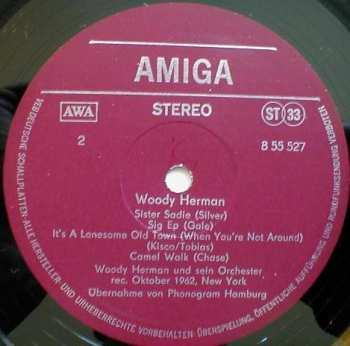 AMIGA
AWA
STEREO
ST 33
2
8 55 527
Woody Herman
Sister Sadie (Silver)
Sig Ep (Gale)
It's A Lonesome Old Town (When You're Not Around)
(Kisco/Tobias)
Camel Walk (Chase)
Woody Herman und sein Orchester
rec. Oktober 1962, New York
Übernahme von Phonogram Hamburg
VEB DEUTSCHE SCHALLPLATTEN · ALLE HERSTELLER UND URHEBERRECHTE VORBEHALTEN · ÜBERSPIELUNG, ÖFFENTLICHE AUFFÜHRUNG UND RUNDFUNKSENDUNG VERBOTEN